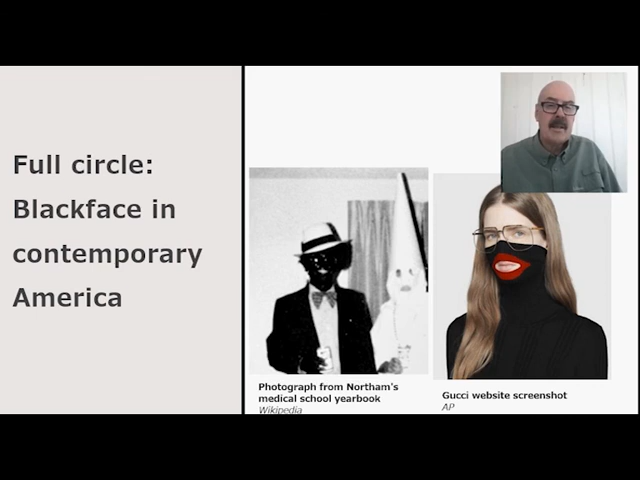 Full circle:
Blackface in
contemporary
America
Photograph from Northam's
medical school yearbook
Wikipedia
Gucci website screenshot
AP